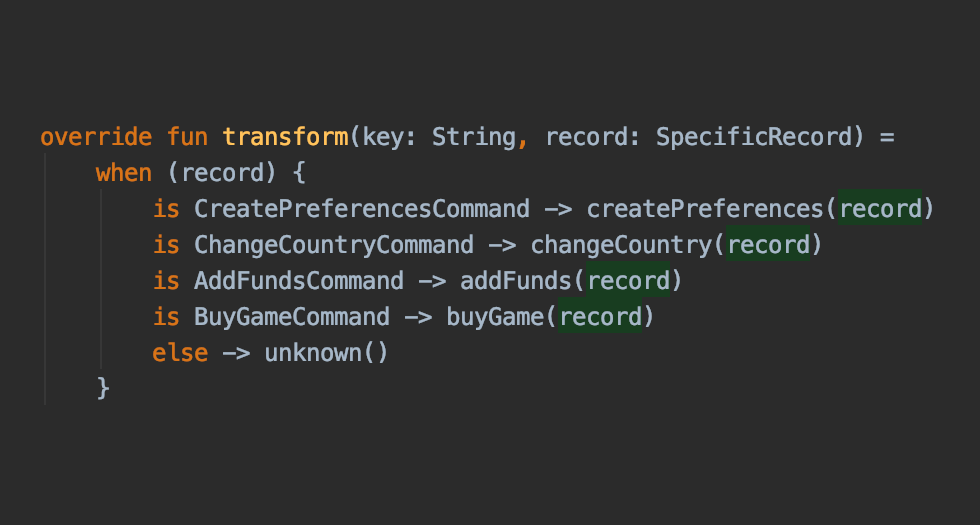 override fun transform(key: String, record: SpecificRecord) =
when (record) {
is CreatePreferencesCommand -> createPreferences(record)
is ChangeCountryCommand -> changeCountry(record)
is AddFundsCommand -> addFunds(record)
is BuyGameCommand -> buyGame(record)
else -> unknown()
}